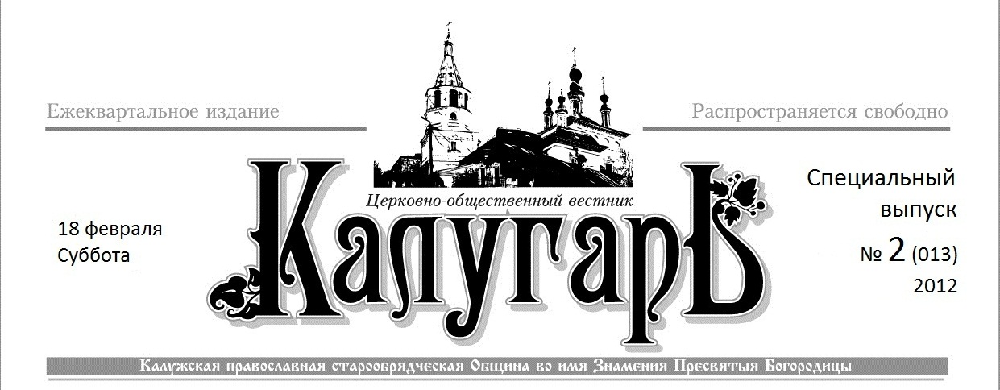 Ежеквартальное издание
Распространяется свободно
Церковно-общественный вестник
Калугарь
18 февраля
Суббота
Специальный
выпуск
№ 2 (013)
2012
Калужская православная старообрядческая Община во имя Знамения Пресвятыя Богородицы